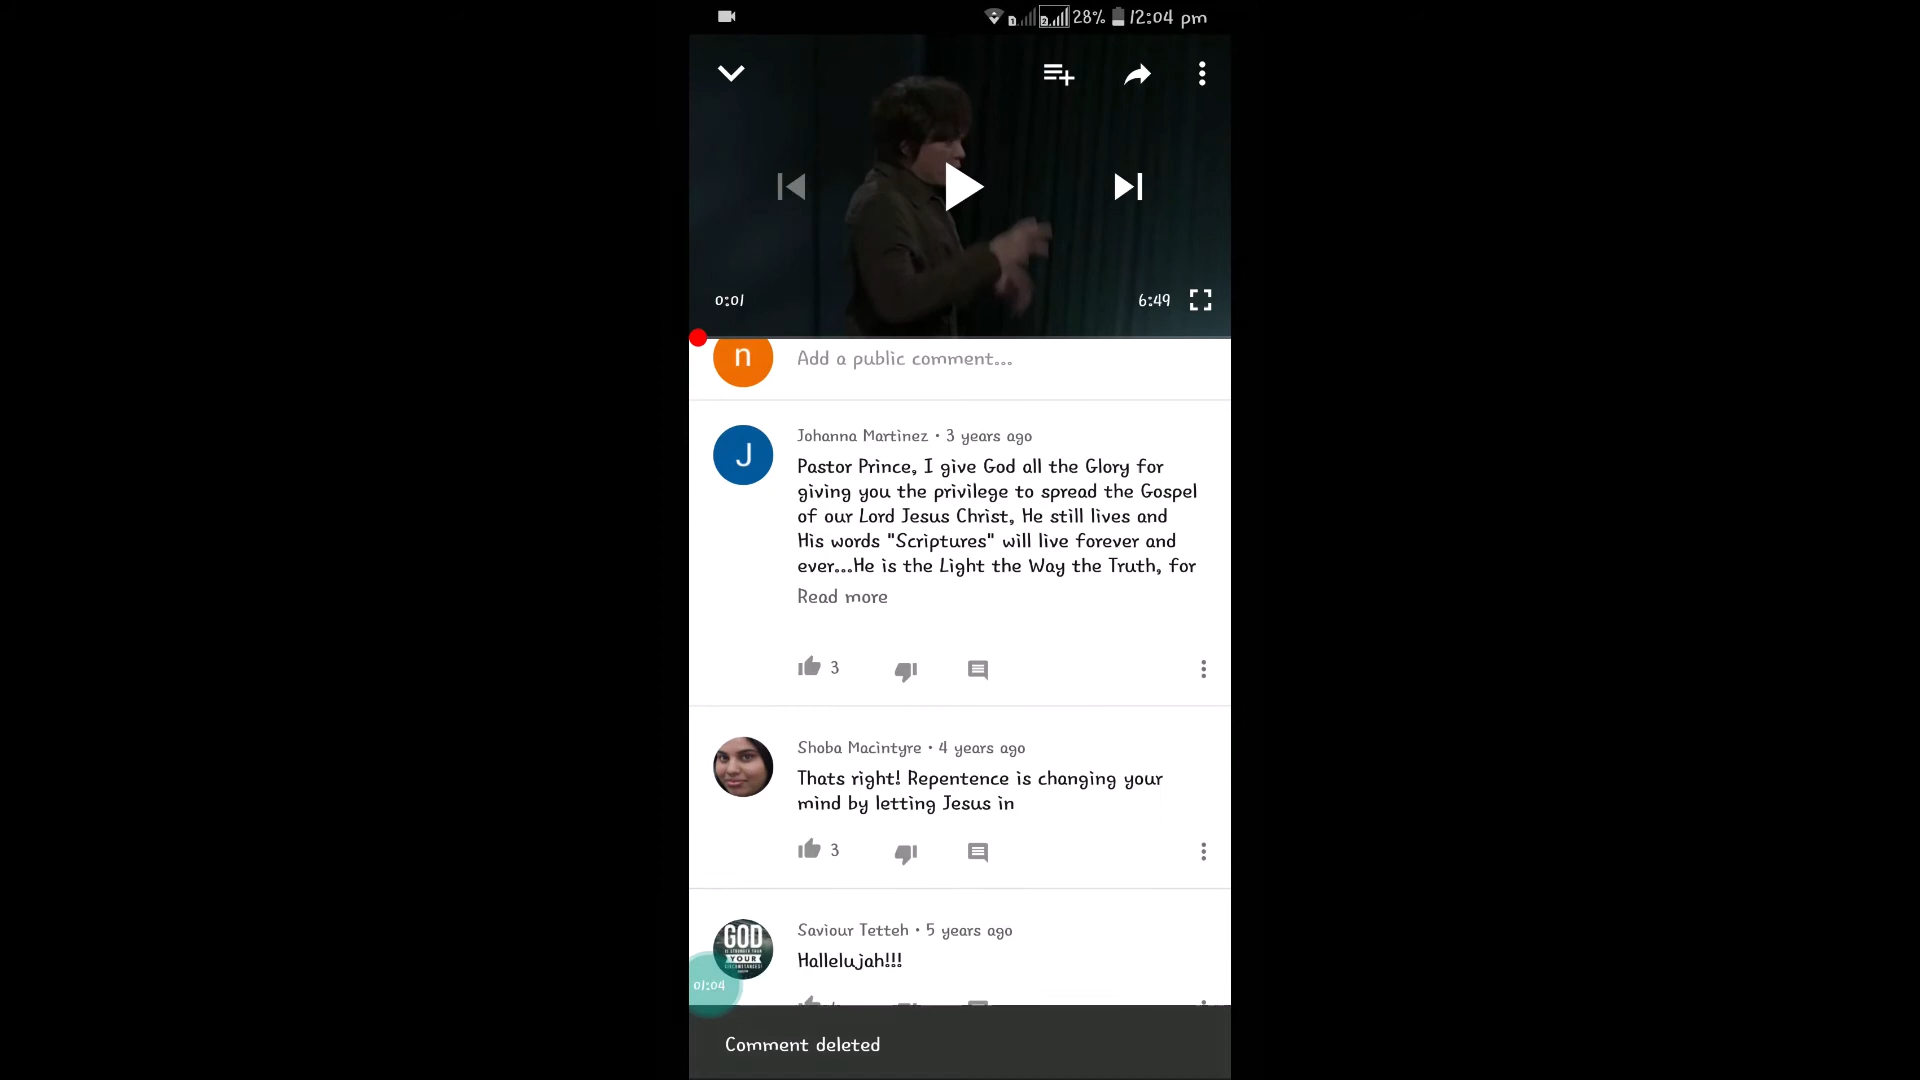 28% 12:04 pm
0:01
6:49
n
Add a public comment...
J
Johanna Martinez • 3 years ago
Pastor Prince, I give God all the Glory for
giving you the privilege to spread the Gospel
of our Lord Jesus Christ, He still lives and
His words "Scriptures" will live forever and
ever...He is the Light the Way the Truth, for
Read more
3
Shoba Macintyre • 4 years ago
Thats right! Repentence is changing your
mind by letting Jesus in
3
Saviour Tetteh • 5 years ago
GOD
YOUR
Hallelujah!!!
01:04
Comment deleted